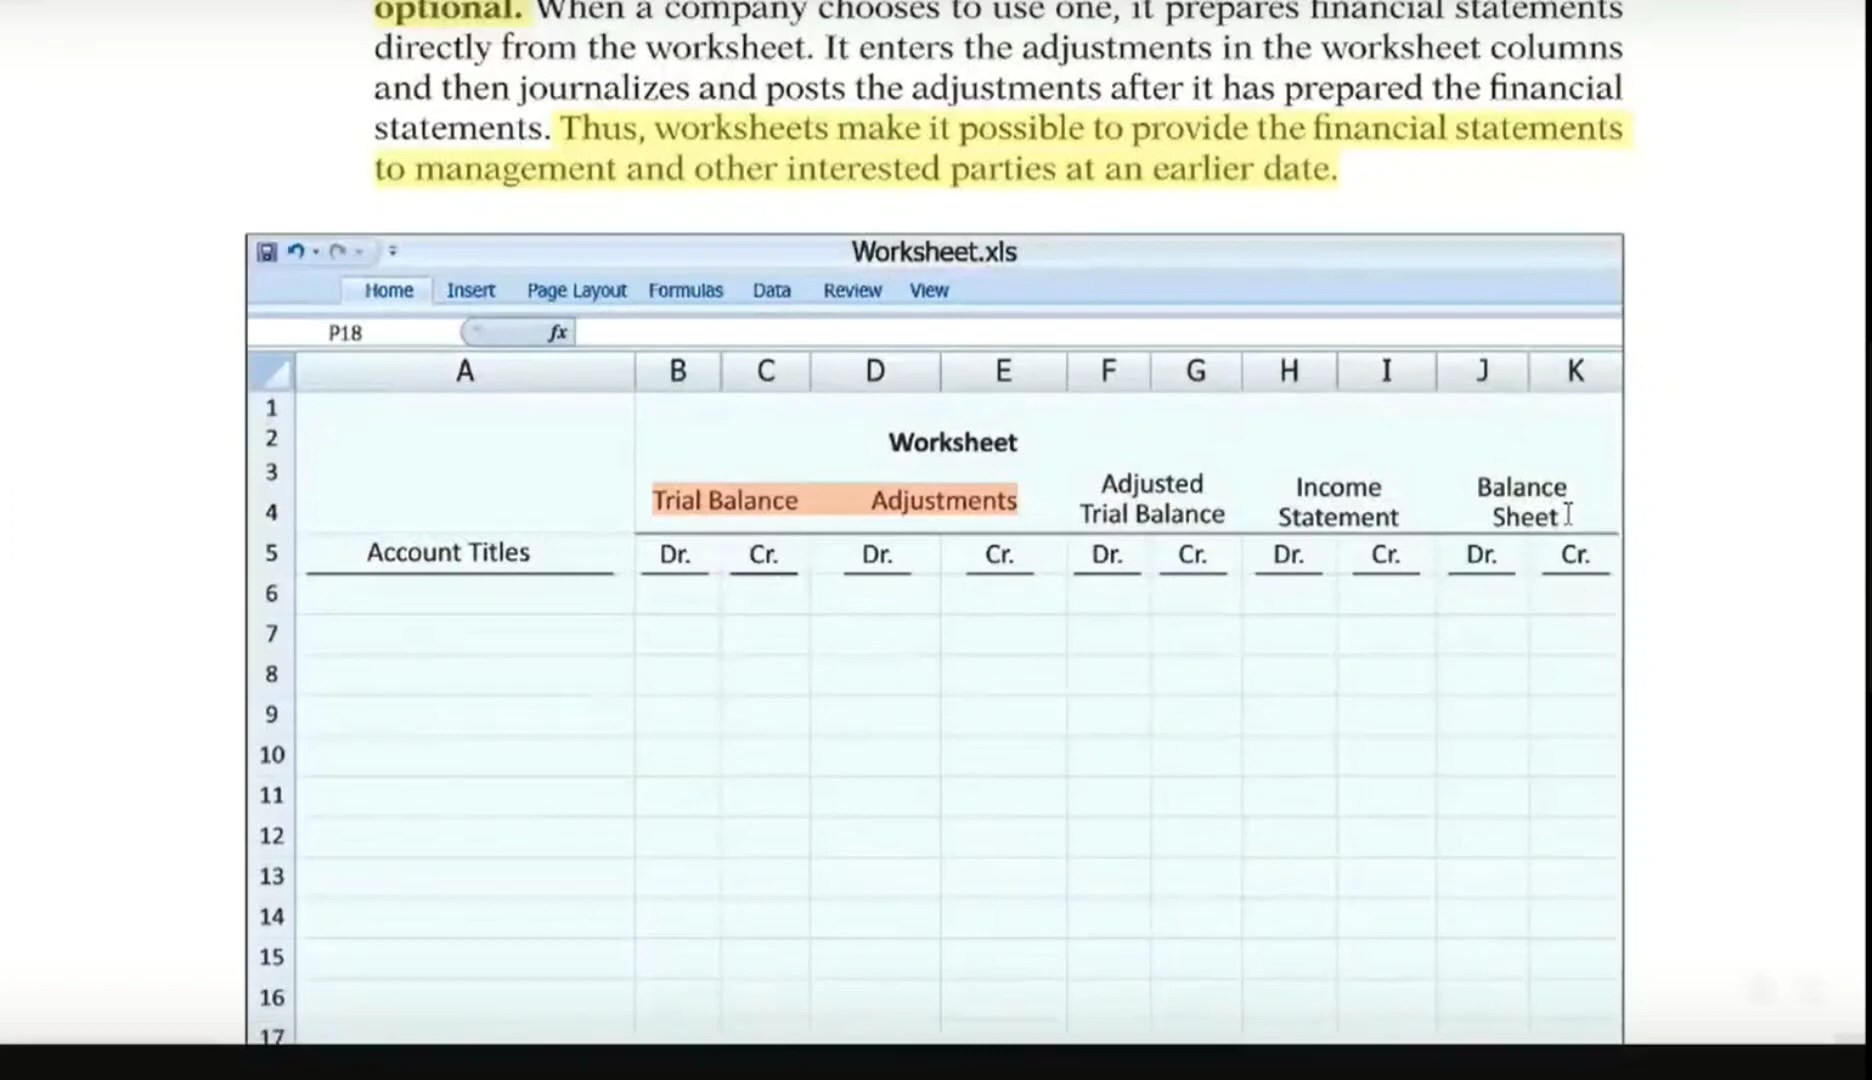 optional. When a company chooses to use one, it prepares financial statements
directly from the worksheet. It enters the adjustments in the worksheet columns
and then journalizes and posts the adjustments after it has prepared the financial
statements. Thus, worksheets make it possible to provide the financial statements
to management and other interested parties at an earlier date.
Worksheet.xls
Home Insert Page Layout Formulas Data Review View
P18 fx
A B C D E F G H I J K
1
2 Worksheet
3
4 Trial Balance Adjustments Adjusted Trial Balance Income Statement Balance Sheet
5 Account Titles Dr. Cr. Dr. Cr. Dr. Cr. Dr. Cr. Dr. Cr.
6
7
8
9
10
11
12
13
14
15
16
17